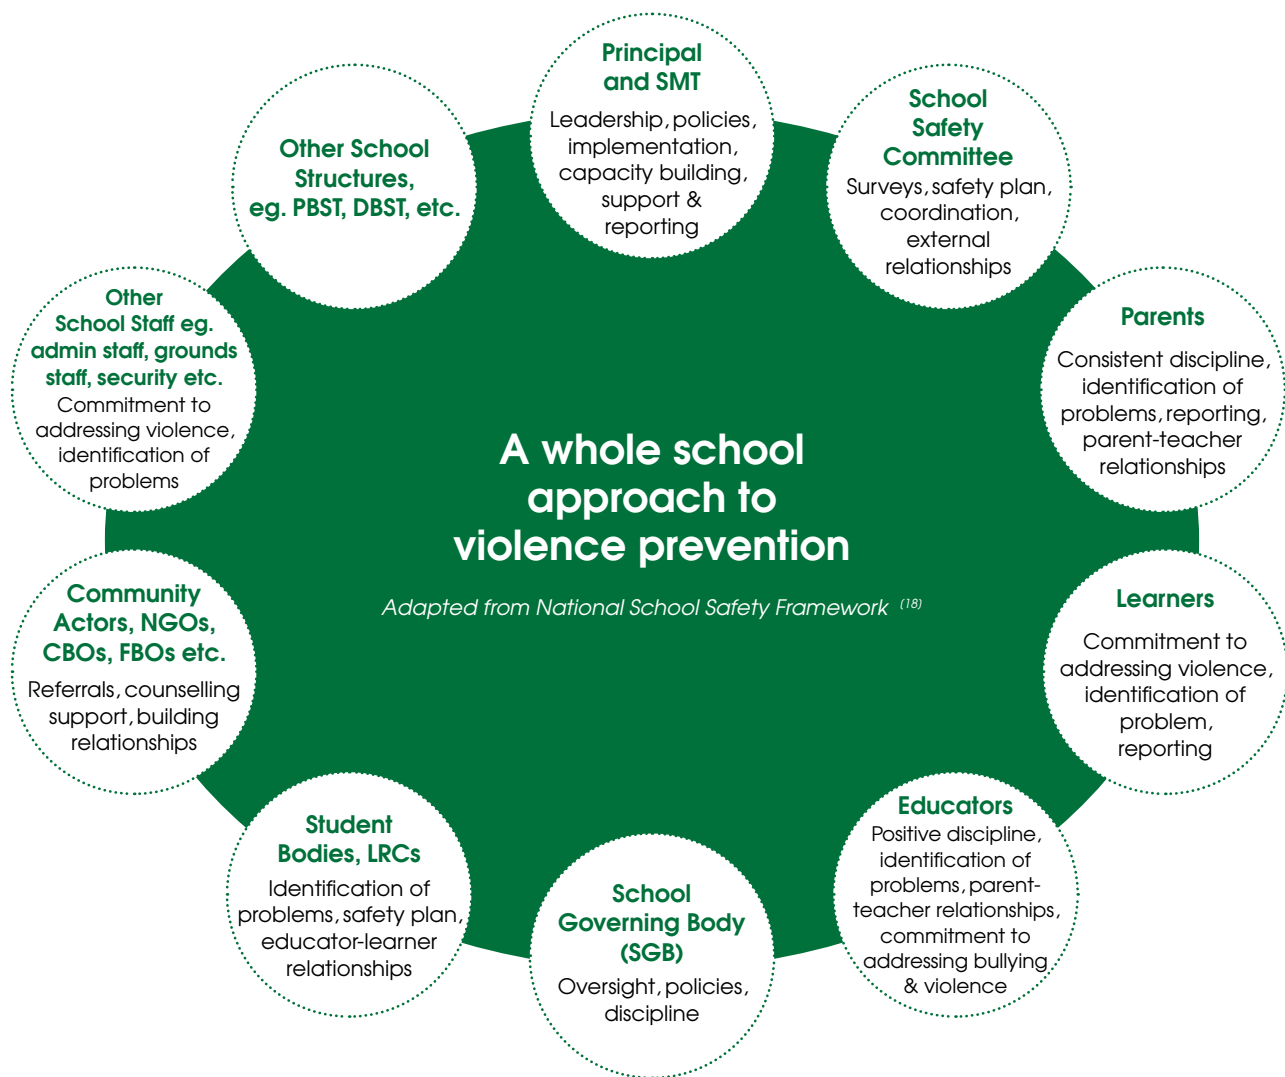 Principal
and SMT
Leadership, policies,
implementation,
capacity building,
support &
reporting
School
Safety
Committee
Surveys, safety plan,
coordination,
external
relationships
Parents
Consistent discipline,
identification of
problems, reporting,
parent-teacher
relationships
Learners
Commitment to
addressing violence,
identification of
problem,
reporting
Educators
Positive discipline,
identification of
problems, parent-
teacher relationships,
commitment to
addressing bullying
& violence
School
Governing Body
(SGB)
Oversight, policies,
discipline
Student
Bodies, LRCs
Identification of
problems, safety plan,
educator-learner
relationships
Community
Actors, NGOs,
CBOs, FBOs etc.
Referrals, counselling
support, building
relationships
Other
School Staff eg.
admin staff, grounds
staff, security etc.
Commitment to
addressing violence,
identification of
problems
Other School
Structures,
eg. PBST, DBST, etc.
A whole school
approach to
violence prevention
Adapted from National School Safety Framework (18)